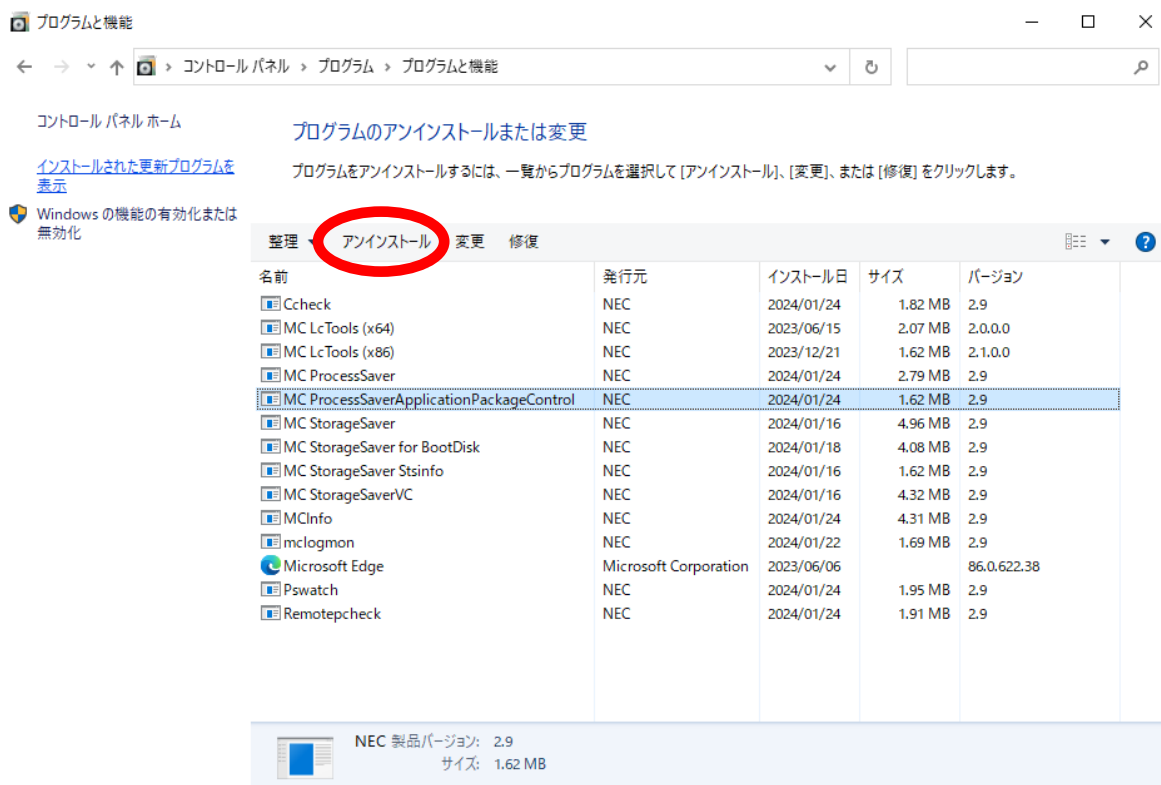 プログラムと機能
コントロール パネル › プログラム › プログラムと機能
コントロール パネル ホーム
インストールされた更新プログラムを
表示
Windows の機能の有効化または
無効化
プログラムのアンインストールまたは変更
プログラムをアンインストールするには、一覧からプログラムを選択して [アンインストール]、[変更]、または [修復] をクリックします。
整理 アンインストール 変更 修復
名前 発行元 インストール日 サイズ バージョン
Ccheck NEC 2024/01/24 1.82 MB 2.9
MC LcTools (x64) NEC 2023/06/15 2.07 MB 2.0.0.0
MC LcTools (x86) NEC 2023/12/21 1.62 MB 2.1.0.0
MC ProcessSaver NEC 2024/01/24 2.79 MB 2.9
MC ProcessSaverApplicationPackageControl NEC 2024/01/24 1.62 MB 2.9
MC StorageSaver NEC 2024/01/16 4.96 MB 2.9
MC StorageSaver for BootDisk NEC 2024/01/18 4.08 MB 2.9
MC StorageSaver Stsinfo NEC 2024/01/16 1.62 MB 2.9
MC StorageSaverVC NEC 2024/01/16 4.32 MB 2.9
MCInfo NEC 2024/01/24 4.31 MB 2.9
mclogmon NEC 2024/01/22 1.69 MB 2.9
Microsoft Edge Microsoft Corporation 2023/06/06 86.0.622.38
Pswatch NEC 2024/01/24 1.95 MB 2.9
Remotepcheck NEC 2024/01/24 1.91 MB 2.9
NEC 製品バージョン: 2.9
サイズ: 1.62 MB